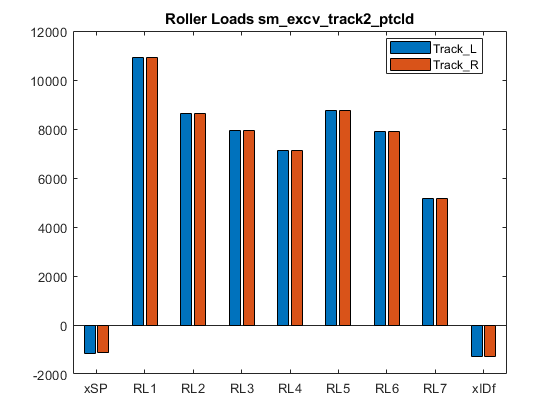 Roller Loads sm_excv_track2_ptcld
12000
10000
8000
6000
4000
2000
0
-2000
Track_L
Track_R
xSP RL1 RL2 RL3 RL4 RL5 RL6 RL7 xIDf